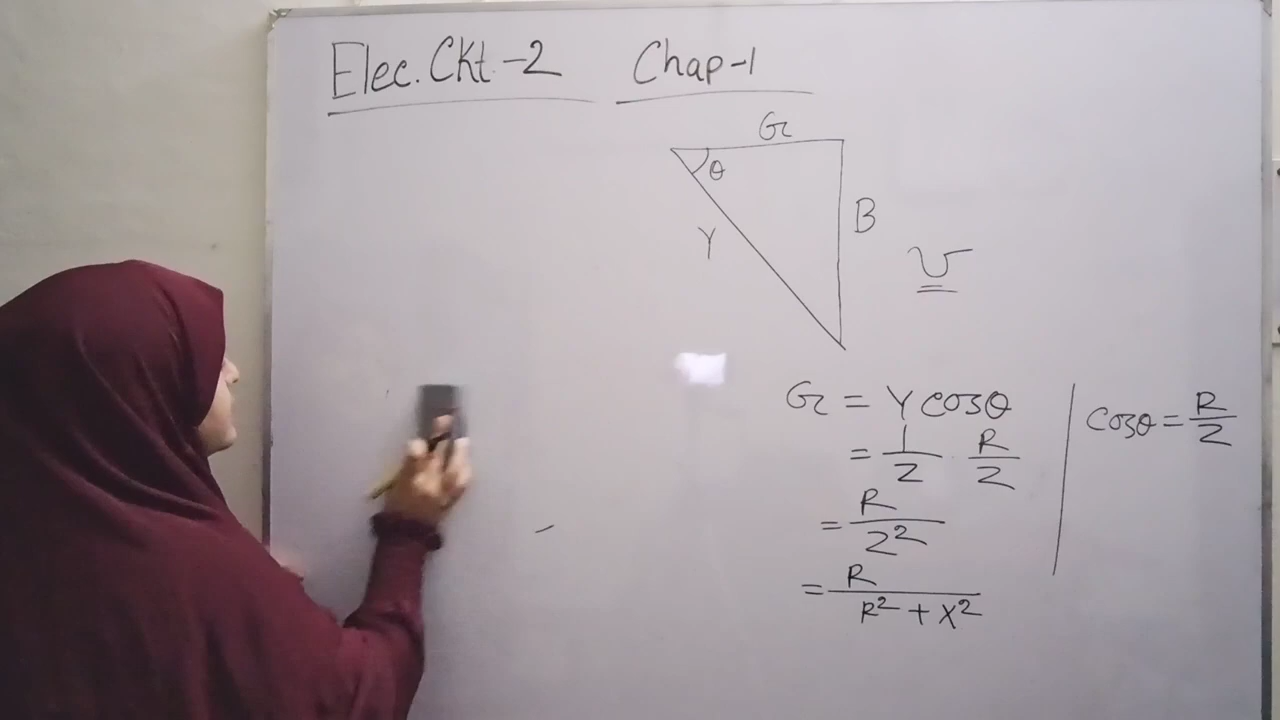 Elec. Ckt.-2 Chap-1
G
θ
Y
B
℧
G = Y cosθ
= 1/Z . R/Z
= R/Z²
= R/R² + X²
cosθ = R/Z